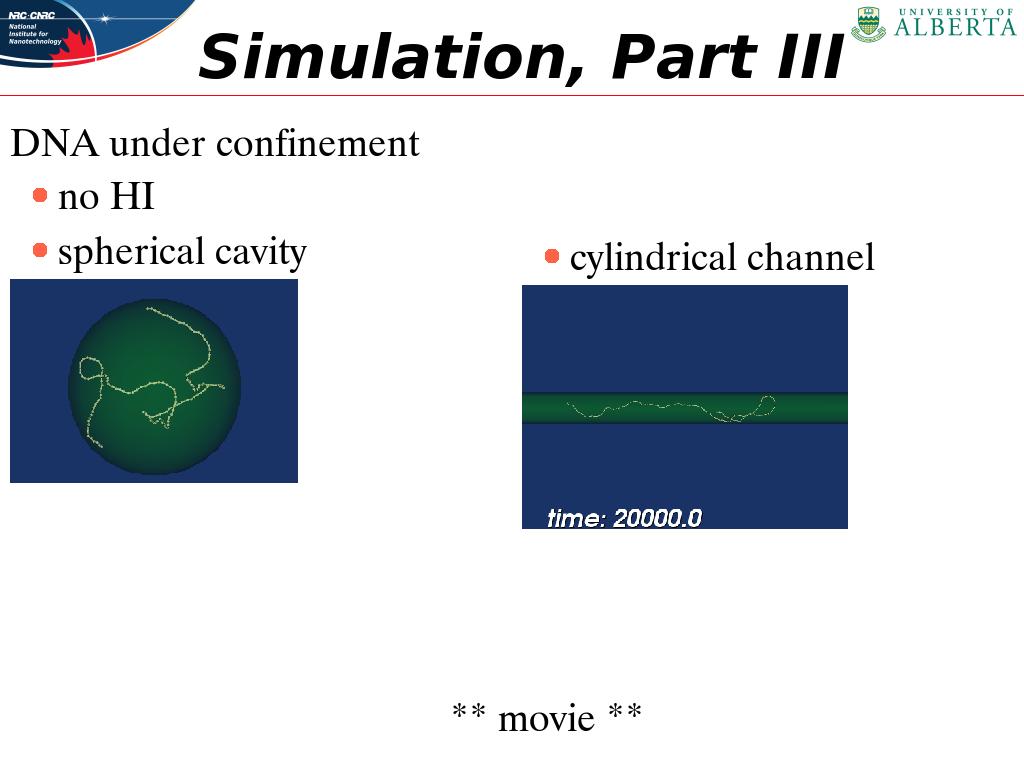 NRC·CNRC
National
Institute for
Nanotechnology
UNIVERSITY OF
ALBERTA
Simulation, Part III
DNA under confinement
no HI
spherical cavity
cylindrical channel
time: 20000.0
** movie **